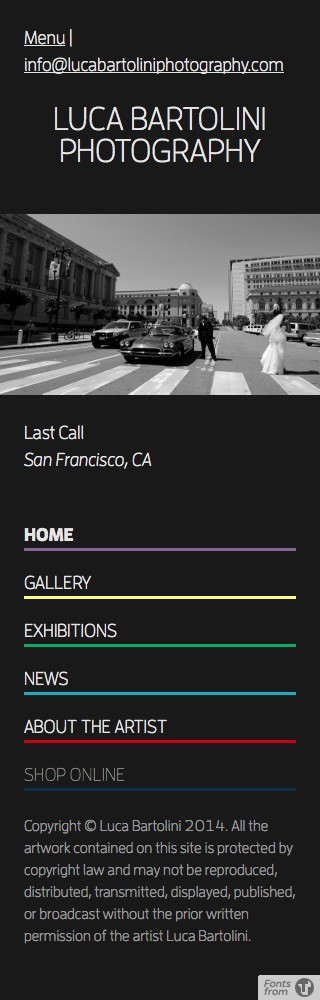 Menu |
info@lucabartoliniphotography.com
LUCA BARTOLINI
PHOTOGRAPHY
Last Call
San Francisco, CA
HOME
GALLERY
EXHIBITIONS
NEWS
ABOUT THE ARTIST
SHOP ONLINE
Copyright © Luca Bartolini 2014. All the
artwork contained on this site is protected by
copyright law and may not be reproduced,
distributed, transmitted, displayed, published,
or broadcast without the prior written
permission of the artist Luca Bartolini.
Fonts
from